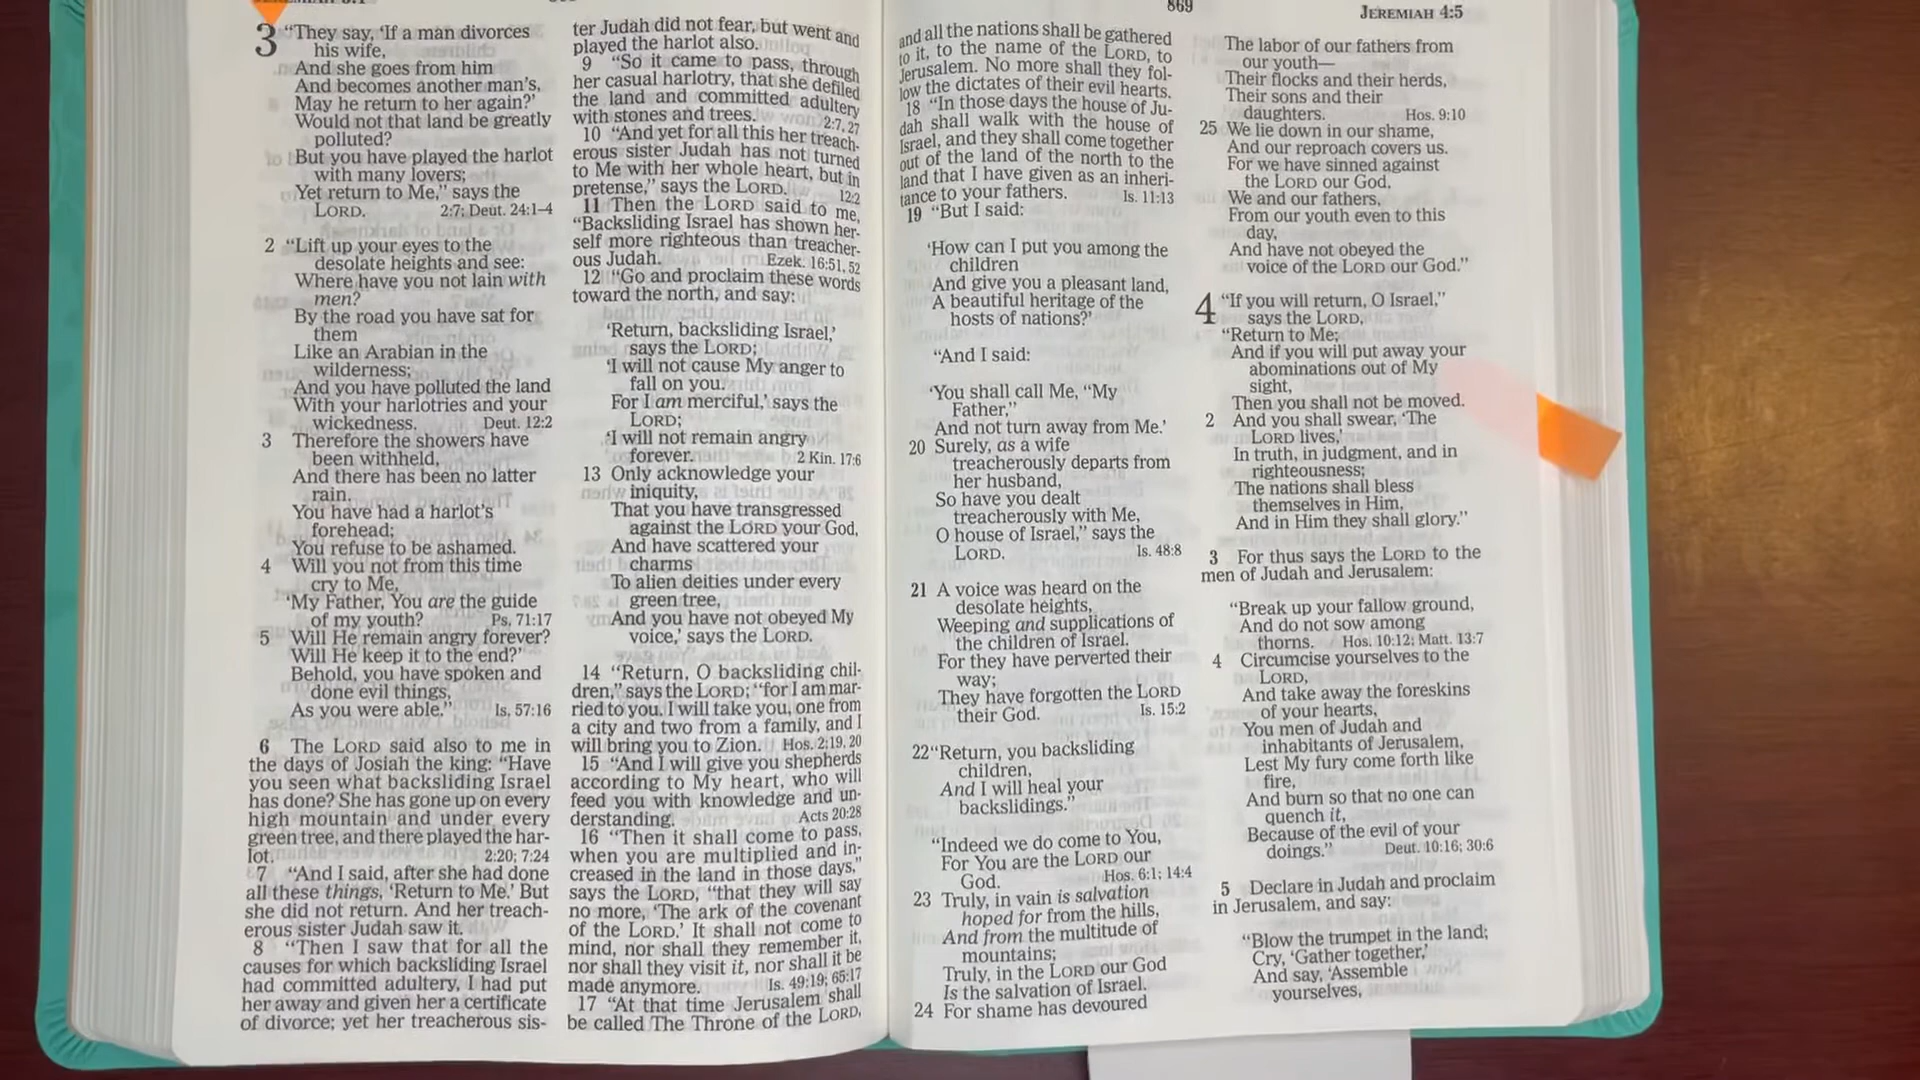 869
JEREMIAH 4:5
3 “They say, ‘If a man divorces
his wife,
And she goes from him
And becomes another man’s,
May he return to her again?’
Would not that land be greatly
polluted?
But you have played the harlot
with many lovers;
Yet return to Me,” says the
LORD. 2:7; Deut. 24:1–4
2 “Lift up your eyes to the
desolate heights and see:
Where have you not lain with
men?
By the road you have sat for
them
Like an Arabian in the
wilderness;
And you have polluted the land
With your harlotries and your
wickedness. Deut. 12:2
3 Therefore the showers have
been withheld,
And there has been no latter
rain.
You have had a harlot’s
forehead;
You refuse to be ashamed.
4 Will you not from this time
cry to Me,
‘My Father, You are the guide
of my youth? Ps. 71:17
5 Will He remain angry forever?
Will He keep it to the end?’
Behold, you have spoken and
done evil things,
As you were able.” Is. 57:16
6 The LORD said also to me in
the days of Josiah the king: “Have
you seen what backsliding Israel
has done? She has gone up on every
high mountain and under every
green tree, and there played the har-
lot. 2:20; 7:24
7 “And I said, after she had done
all these things, ‘Return to Me.’ But
she did not return. And her treach-
erous sister Judah saw it.
8 “Then I saw that for all the
causes for which backsliding Israel
had committed adultery, I had put
her away and given her a certificate
of divorce; yet her treacherous sis-
ter Judah did not fear, but went and
played the harlot also.
9 “So it came to pass, through
her casual harlotry, that she defiled
the land and committed adultery
with stones and trees. 2:7, 27
10 “And yet for all this her treach-
erous sister Judah has not turned
to Me with her whole heart, but in
pretense,” says the LORD. 12:2
11 Then the LORD said to me,
“Backsliding Israel has shown her-
self more righteous than treacher-
ous Judah. Ezek. 16:51, 52
12 “Go and proclaim these words
toward the north, and say:
‘Return, backsliding Israel,’
says the LORD;
‘I will not cause My anger to
fall on you.
For I am merciful,’ says the
LORD;
‘I will not remain angry
forever. 2 Kin. 17:6
13 Only acknowledge your
iniquity,
That you have transgressed
against the LORD your God,
And have scattered your
charms
To alien deities under every
green tree,
And you have not obeyed My
voice,’ says the LORD.
14 “Return, O backsliding chil-
dren,” says the LORD; “for I am mar-
ried to you. I will take you, one from
a city and two from a family, and I
will bring you to Zion. Hos. 2:19, 20
15 “And I will give you shepherds
according to My heart, who will
feed you with knowledge and un-
derstanding. Acts 20:28
16 “Then it shall come to pass,
when you are multiplied and in-
creased in the land in those days,”
says the LORD, “that they will say
no more, ‘The ark of the covenant
of the LORD.’ It shall not come to
mind, nor shall they remember it,
nor shall they visit it, nor shall it be
made anymore. Is. 49:19; 65:17
17 “At that time Jerusalem shall
be called The Throne of the LORD,
and all the nations shall be gathered
to it, to the name of the LORD, to
Jerusalem. No more shall they fol-
low the dictates of their evil hearts.
18 “In those days the house of Ju-
dah shall walk with the house of
Israel, and they shall come together
out of the land of the north to the
land that I have given as an inheri-
tance to your fathers. Is. 11:13
19 “But I said:
‘How can I put you among the
children
And give you a pleasant land,
A beautiful heritage of the
hosts of nations?’
“And I said:
‘You shall call Me, “My
Father,”
And not turn away from Me.’
20 Surely, as a wife
treacherously departs from
her husband,
So have you dealt
treacherously with Me,
O house of Israel,” says the
LORD. Is. 48:8
21 A voice was heard on the
desolate heights,
Weeping and supplications of
the children of Israel.
For they have perverted their
way;
They have forgotten the LORD
their God. Is. 15:2
22 “Return, you backsliding
children,
And I will heal your
backslidings.”
“Indeed we do come to You,
For You are the LORD our
God. Hos. 6:1; 14:4
23 Truly, in vain is salvation
hoped for from the hills,
And from the multitude of
mountains;
Truly, in the LORD our God
Is the salvation of Israel.
24 For shame has devoured
The labor of our fathers from
our youth—
Their flocks and their herds,
Their sons and their
daughters. Hos. 9:10
25 We lie down in our shame,
And our reproach covers us.
For we have sinned against
the LORD our God,
We and our fathers,
From our youth even to this
day,
And have not obeyed the
voice of the LORD our God.”
4 “If you will return, O Israel,”
says the LORD,
“Return to Me;
And if you will put away your
abominations out of My
sight,
Then you shall not be moved.
2 And you shall swear, ‘The
LORD lives,’
In truth, in judgment, and in
righteousness;
The nations shall bless
themselves in Him,
And in Him they shall glory.”
3 For thus says the LORD to the
men of Judah and Jerusalem:
“Break up your fallow ground,
And do not sow among
thorns. Hos. 10:12; Matt. 13:7
4 Circumcise yourselves to the
LORD,
And take away the foreskins
of your hearts,
You men of Judah and
inhabitants of Jerusalem,
Lest My fury come forth like
fire,
And burn so that no one can
quench it,
Because of the evil of your
doings.” Deut. 10:16; 30:6
5 Declare in Judah and proclaim
in Jerusalem, and say:
“Blow the trumpet in the land;
Cry, ‘Gather together,’
And say, ‘Assemble
yourselves,